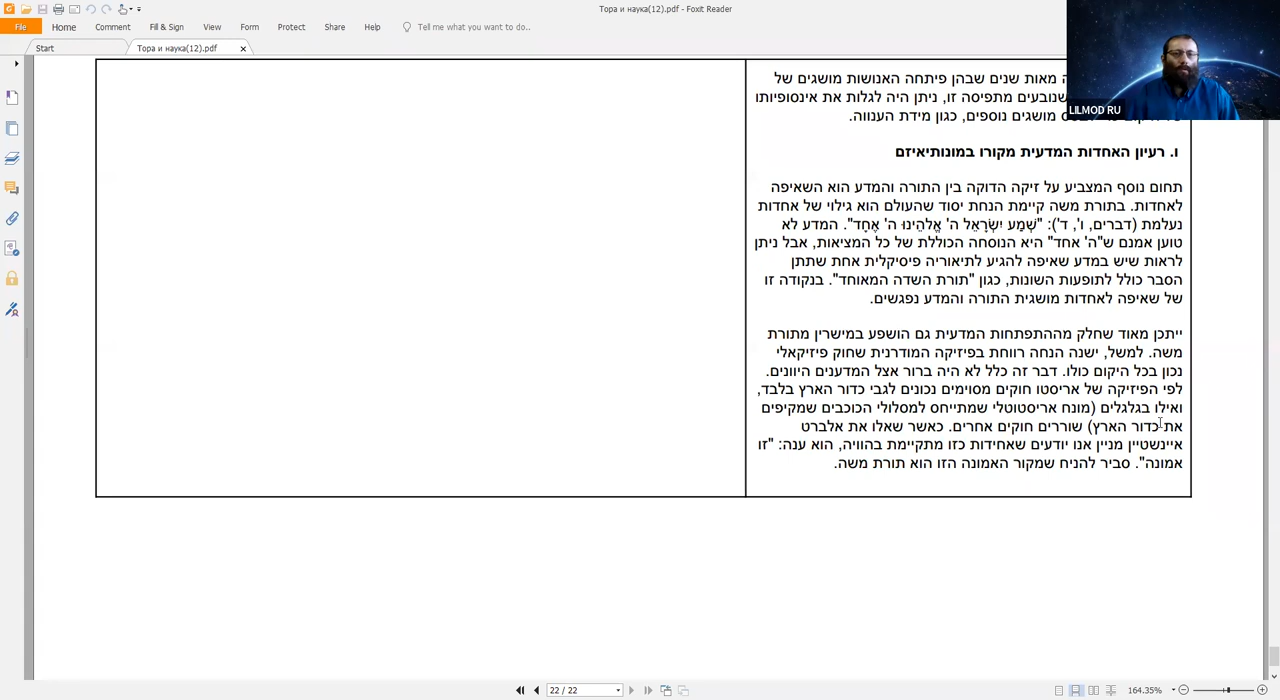 Тора и наука(12).pdf - Foxit Reader
File Home Comment Fill & Sign View Form Protect Share Help Tell me what you want to do..
Start Тора и наука(12).pdf
LILMOD RU
מאות שנים שבהן פיתחה האנושות מושגים של
שנובעים מתפיסה זו, ניתן היה לגלות את אינסופיותו
מושגים נוספים, כגון מידת הענווה.
ו. רעיון האחדות המדעית מקורו במונותיאיזם
תחום נוסף המצביע על זיקה הדוקה בין התורה והמדע הוא השאיפה
לאחדות. בתורת משה קיימת הנחת יסוד שהעולם הוא גילוי של אחדות
נעלמת (דברים, ו', ד'): "שְׁמַע יִשְׂרָאֵל ה' אֱלֹהֵינוּ ה' אֶחָד". המדע לא
טוען אמנם ש"ה' אחד" היא הנוסחה הכוללת של כל המציאות, אבל ניתן
לראות שיש במדע שאיפה להגיע לתיאוריה פיסיקלית אחת שתתן
הסבר כולל לתופעות השונות, כגון "תורת השדה המאוחד". בנקודה זו
של שאיפה לאחדות מושגית התורה והמדע נפגשים.
ייתכן מאוד שחלק מההתפתחות המדעית גם הושפע במישרין מתורת
משה. למשל, ישנה הנחה רווחת בפיזיקה המודרנית שחוק פיזיקאלי
נכון בכל היקום כולו. דבר זה כלל לא היה ברור אצל המדענים היוונים.
לפי הפיזיקה של אריסטו חוקים מסוימים נכונים לגבי כדור הארץ בלבד,
ואילו בגלגלים (מונח אריסטוטלי שמתייחס למסלולי הכוכבים שמקיפים
את כדור הארץ) שוררים חוקים אחרים. כאשר שאלו את אלברט
איינשטיין מניין אנו יודעים שאחידות כזו מתקיימת בהוויה, הוא ענה: "זו
אמונה". סביר להניח שמקור האמונה הזו הוא תורת משה.
22 / 22
164.35%